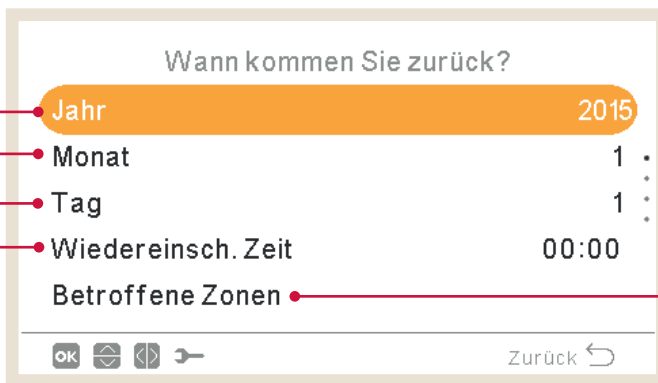 Wann kommen Sie zurück?
Jahr 2015
Monat 1
Tag 1
Wiedereinsch. Zeit 00:00
Betroffene Zonen
OK Zurück